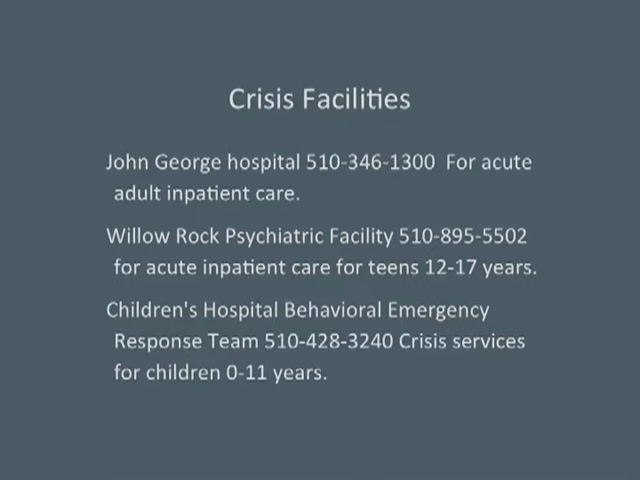 Crisis Facilities
John George hospital 510-346-1300  For acute
adult inpatient care.
Willow Rock Psychiatric Facility 510-895-5502
for acute inpatient care for teens 12-17 years.
Children's Hospital Behavioral Emergency
Response Team 510-428-3240 Crisis services
for children 0-11 years.